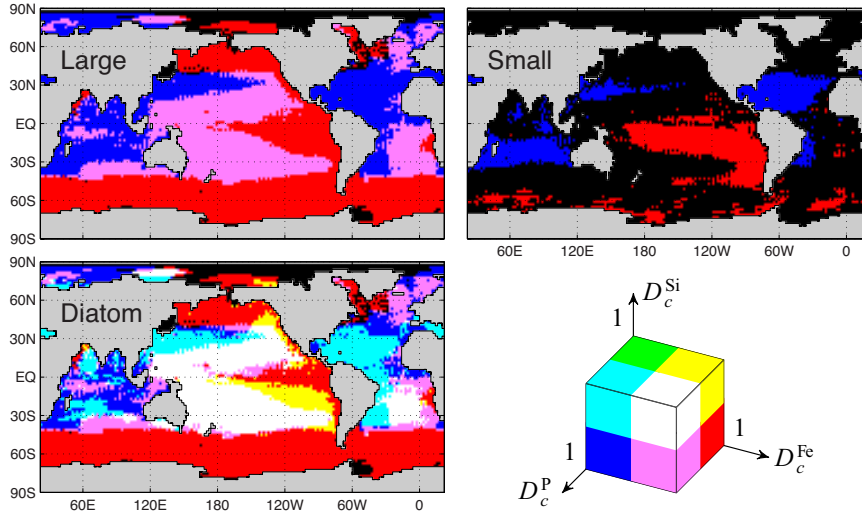 90N
60N
30N
EQ
30S
60S
90S
Large
Small
60E 120E 180 120W 60W 0
90N
60N
30N
EQ
30S
60S
90S
Diatom
60E 120E 180 120W 60W 0
1 D_c^Si
1 D_c^P
1 D_c^Fe